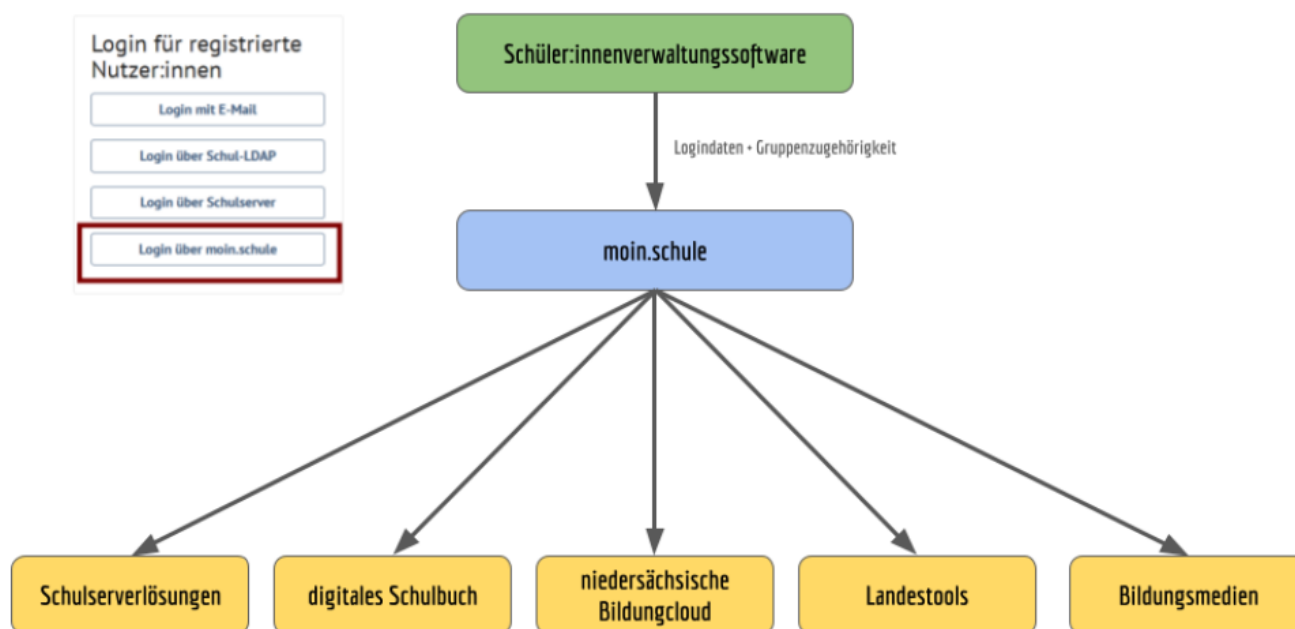 Login für registrierte
Nutzer:innen
Login mit E-Mail
Login über Schul-LDAP
Login über Schulserver
Login über moin.schule
Schüler:innenverwaltungssoftware
Logindaten + Gruppenzugehörigkeit
moin.schule
Schulserverlösungen
digitales Schulbuch
niedersächsische
Bildungcloud
Landestools
Bildungsmedien